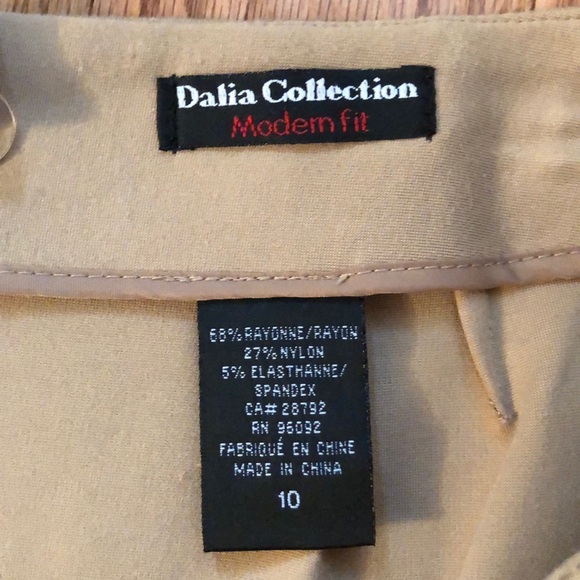 Dalia Collection
Modern fit
68% RAYONNE/RAYON
27% NYLON
5% ELASTHANNE/
SPANDEX
CA# 28792
RN 96092
FABRIQUÉ EN CHINE
MADE IN CHINA
10